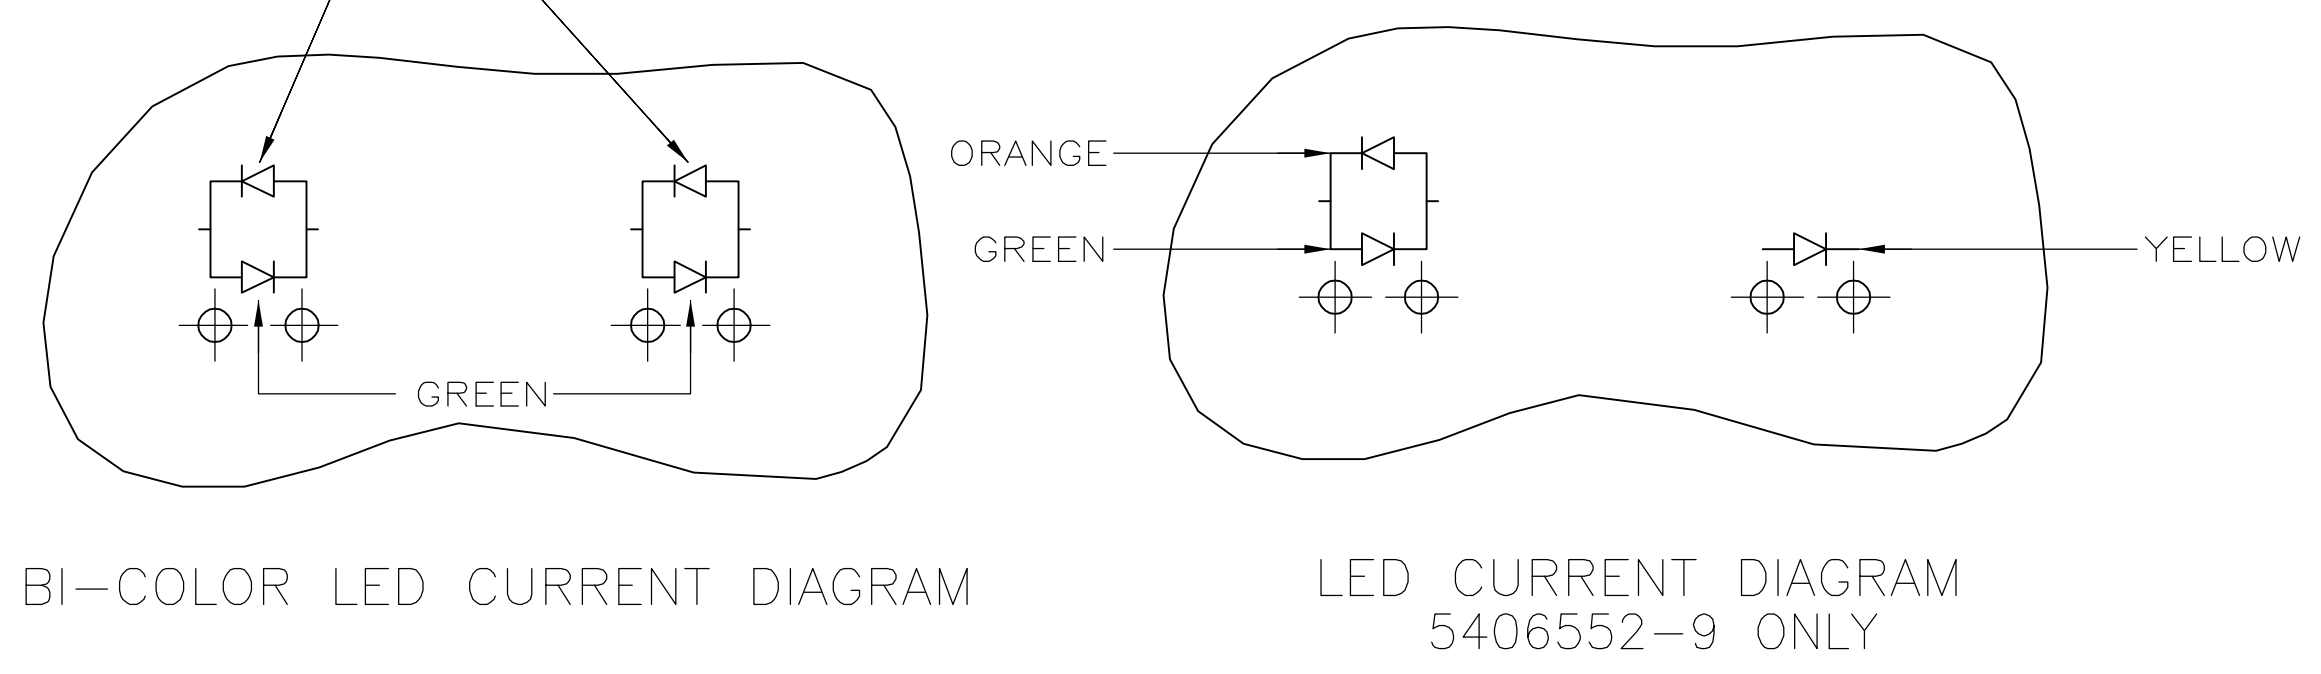 GREEN
BI-COLOR LED CURRENT DIAGRAM
ORANGE
GREEN
YELLOW
LED CURRENT DIAGRAM
5406552-9 ONLY